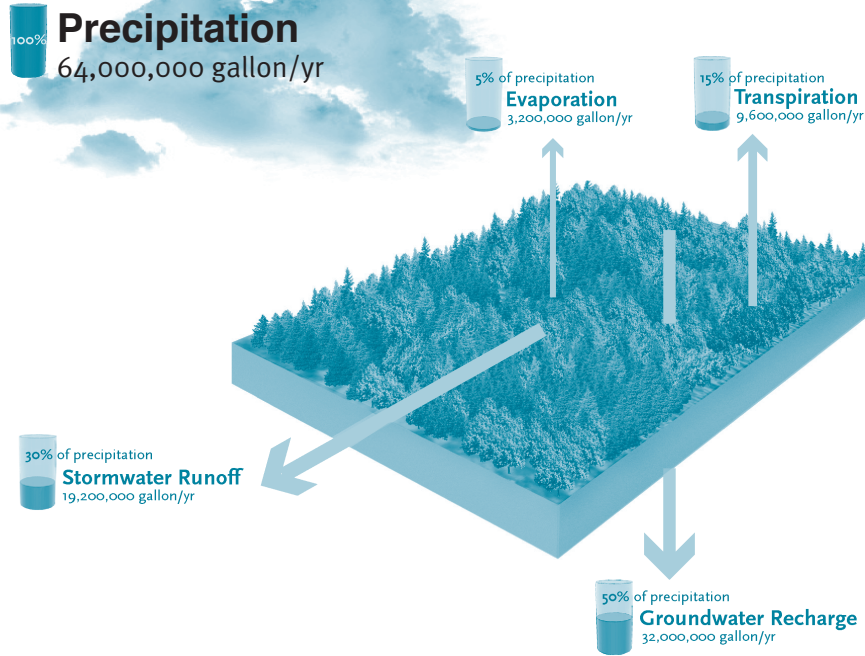 100%
Precipitation
64,000,000 gallon/yr
5% of precipitation
Evaporation
3,200,000 gallon/yr
15% of precipitation
Transpiration
9,600,000 gallon/yr
30% of precipitation
Stormwater Runoff
19,200,000 gallon/yr
50% of precipitation
Groundwater Recharge
32,000,000 gallon/yr